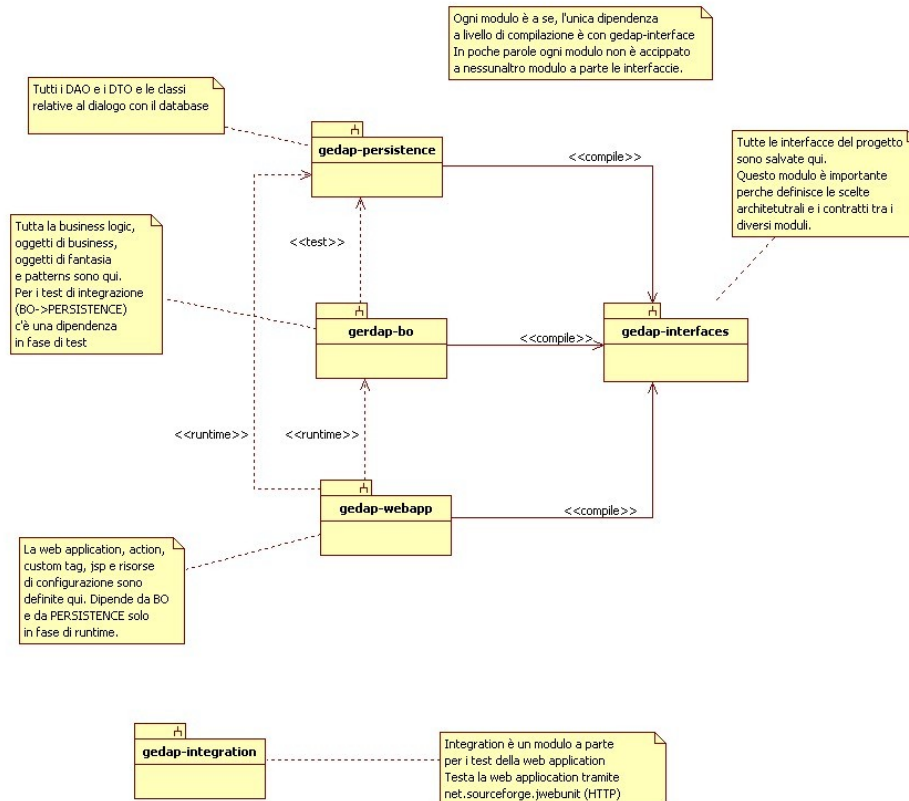 Ogni modulo è a se, l'unica dipendenza
a livello di compilazione è con gedap-interface
In poche parole ogni modulo non è accippato
a nessunaltro modulo a parte le interfaccie.
Tutti i DAO e i DTO e le classi
relative al dialogo con il database
gedap-persistence
<<compile>>
Tutte le interfacce del progetto
sono salvate qui.
Questo modulo è importante
perche definisce le scelte
architetutrali e i contratti tra i
diversi moduli.
Tutta la business logic,
oggetti di business,
oggetti di fantasia
e patterns sono qui.
Per i test di integrazione
(BO->PERSISTENCE)
c'è una dipendenza
in fase di test
<<test>>
gerdap-bo
<<compile>>
gedap-interfaces
<<runtime>>
<<runtime>>
gedap-webapp
<<compile>>
La web application, action,
custom tag, jsp e risorse
di configurazione sono
definite qui. Dipende da BO
e da PERSISTENCE solo
in fase di runtime.
gedap-integration
Integration è un modulo a parte
per i test della web application
Testa la web appliocation tramite
net.sourceforge.jwebunit (HTTP)